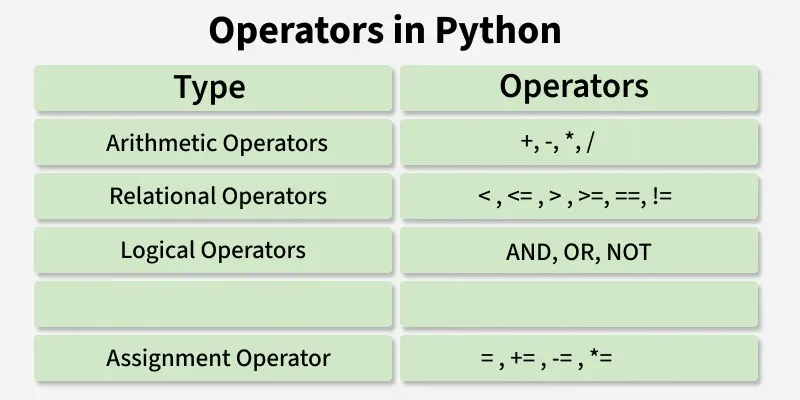 Operators in Python
Type Operators
Arithmetic Operators +, -, *, /
Relational Operators < , <= , > , >=, ==, !=
Logical Operators AND, OR, NOT
Assignment Operator = , += , -= , *=